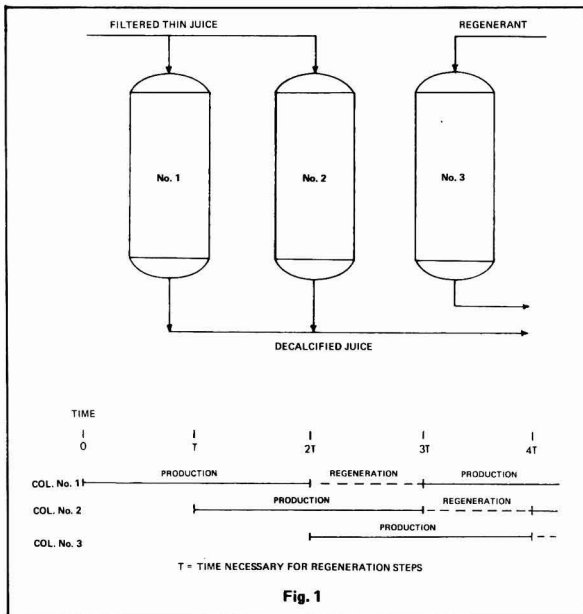 FILTERED THIN JUICE REGENERANT
No. 1 No. 2 No. 3
DECALCIFIED JUICE
TIME
0 T 2T 3T 4T
PRODUCTION REGENERATION PRODUCTION
COL. No. 1
PRODUCTION REGENERATION
COL. No. 2
PRODUCTION
COL. No. 3
T = TIME NECESSARY FOR REGENERATION STEPS
Fig. 1